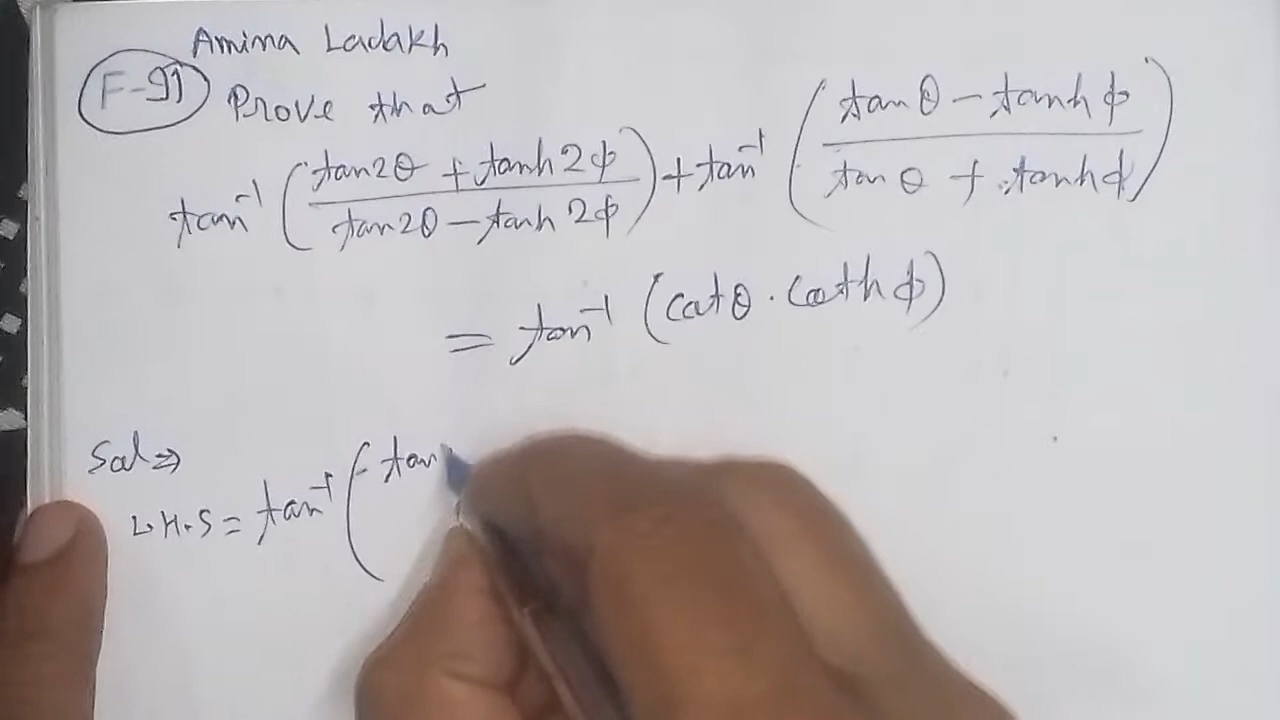 Amina Ladakh
F-91 Prove that
tan⁻¹ (tan2θ + tanh2φ / tan2θ - tanh2φ) + tan⁻¹ (tanθ - tanhφ / tanθ + tanhφ)
= tan⁻¹ (catθ · cothφ)
Sol ⇒
L.H.S = tan⁻¹ ( tan